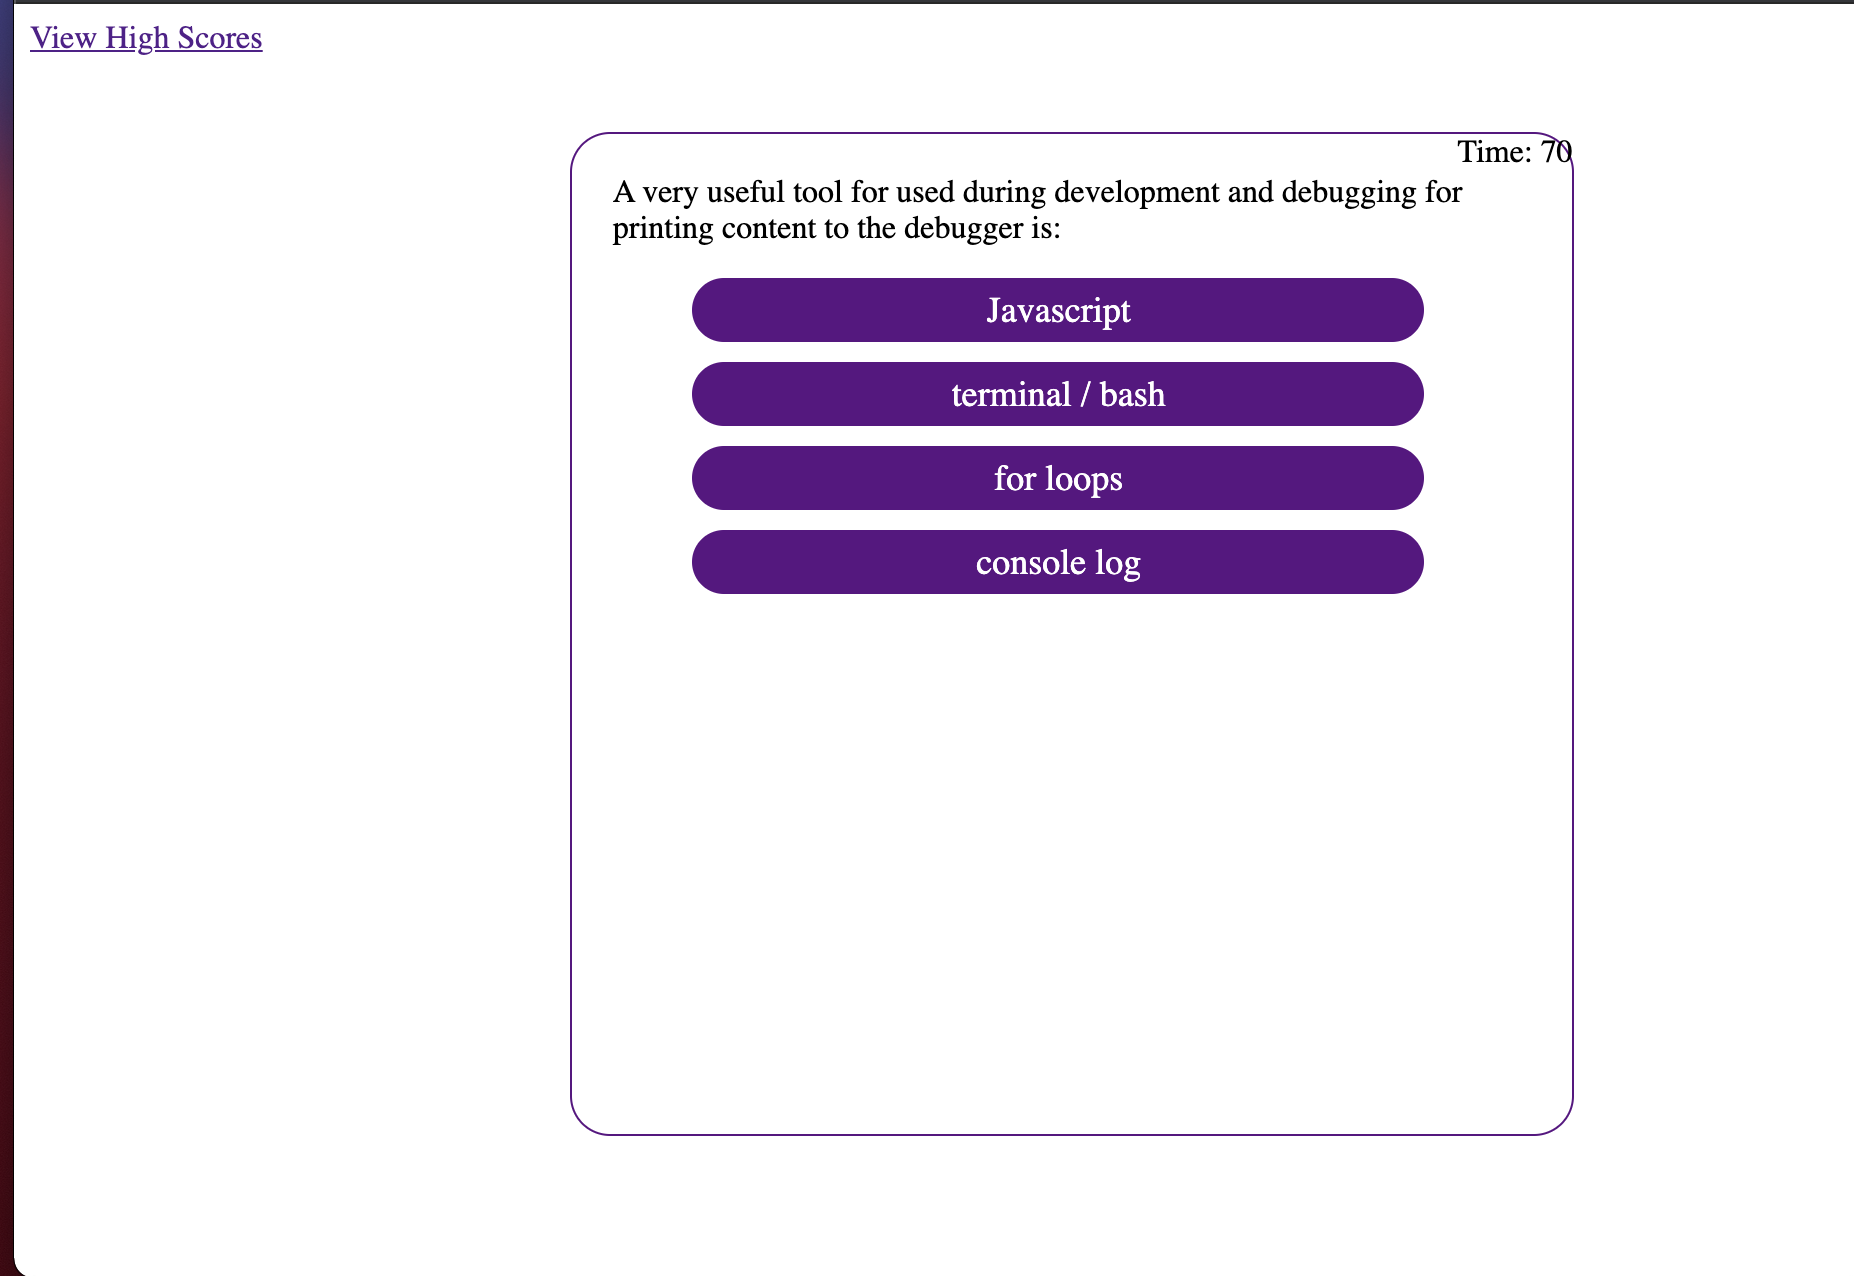 View High Scores
Time: 70
A very useful tool for used during development and debugging for
printing content to the debugger is:
Javascript
terminal / bash
for loops
console log